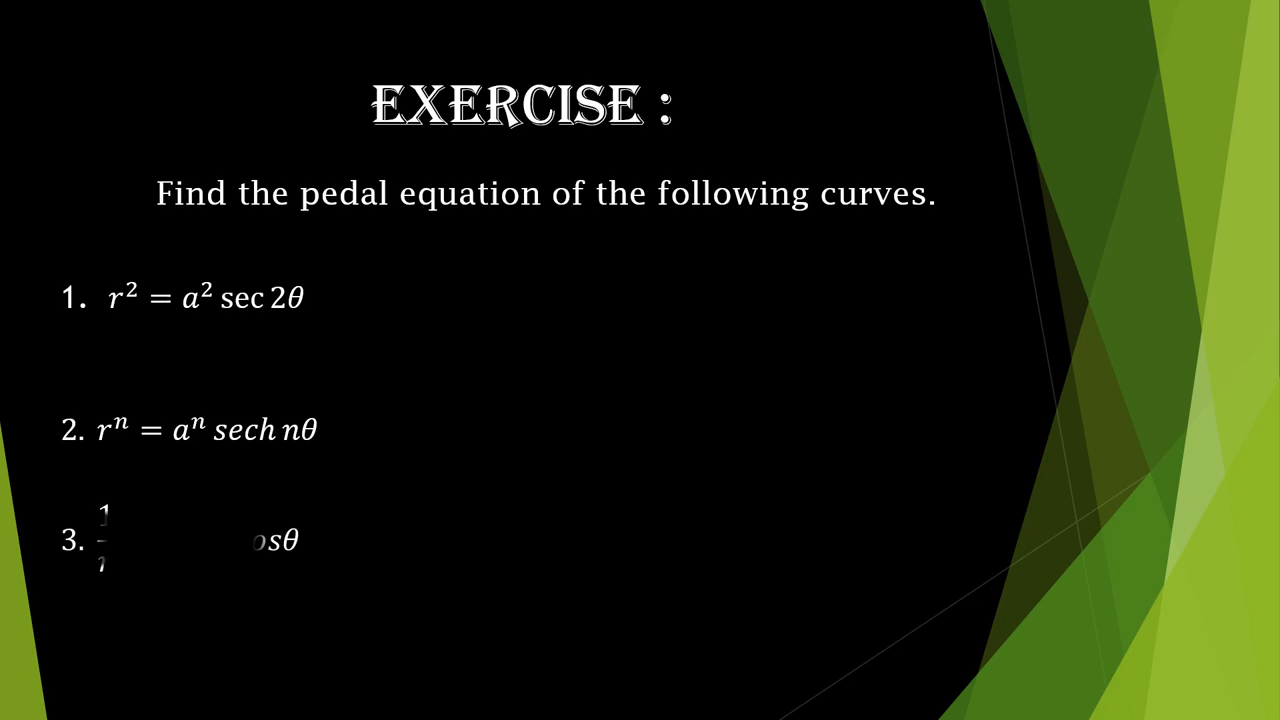 EXERCISE :
Find the pedal equation of the following curves.
1. r² = a² sec 2θ
2. rⁿ = aⁿ sech nθ
3.